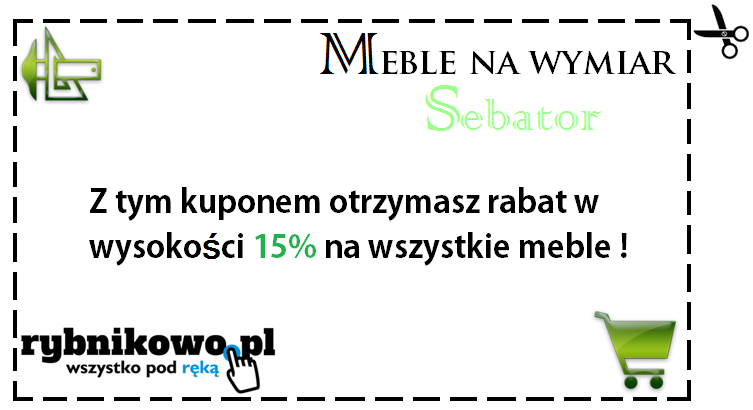 MEBLE NA WYMIAR
Sebator
Z tym kuponem otrzymasz rabat w
wysokości 15% na wszystkie meble !
rybnikowo.pl
wszystko pod ręką